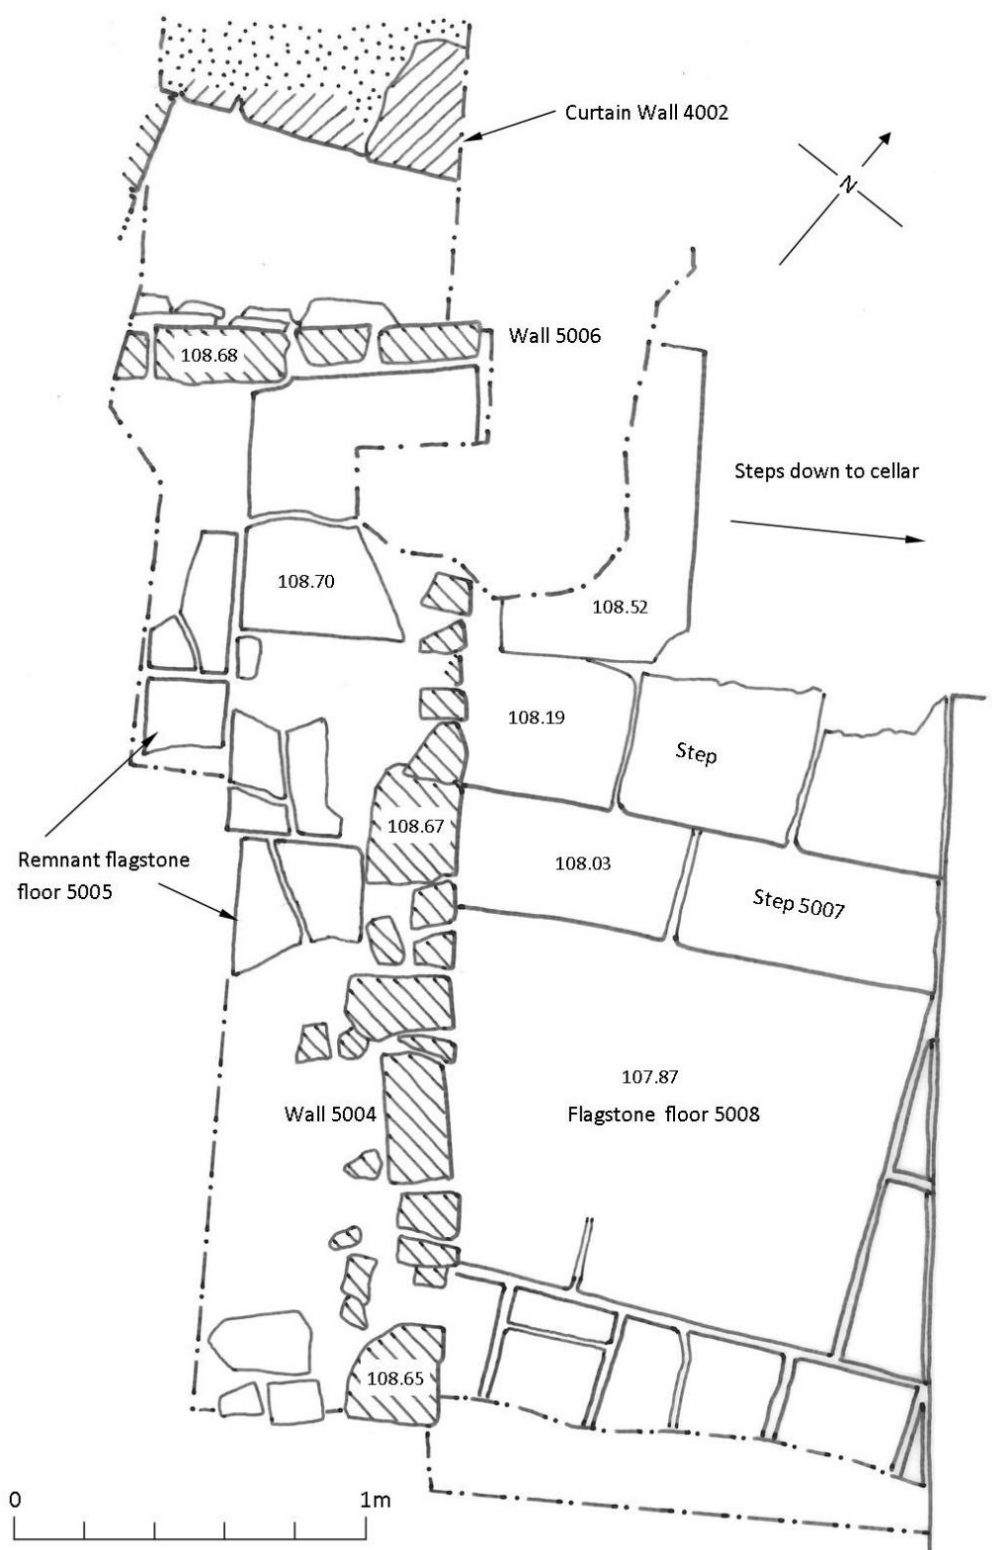 Curtain Wall 4002
N
Wall 5006
108.68
Steps down to cellar
108.70
108.52
108.19
Step
108.67
Remnant flagstone
floor 5005
108.03
Step 5007
107.87
Wall 5004
Flagstone floor 5008
108.65
0
1m